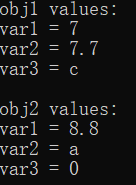 obj1 values:
var1 = 7
var2 = 7.7
var3 = c

obj2 values:
var1 = 8.8
var2 = a
var3 = 0